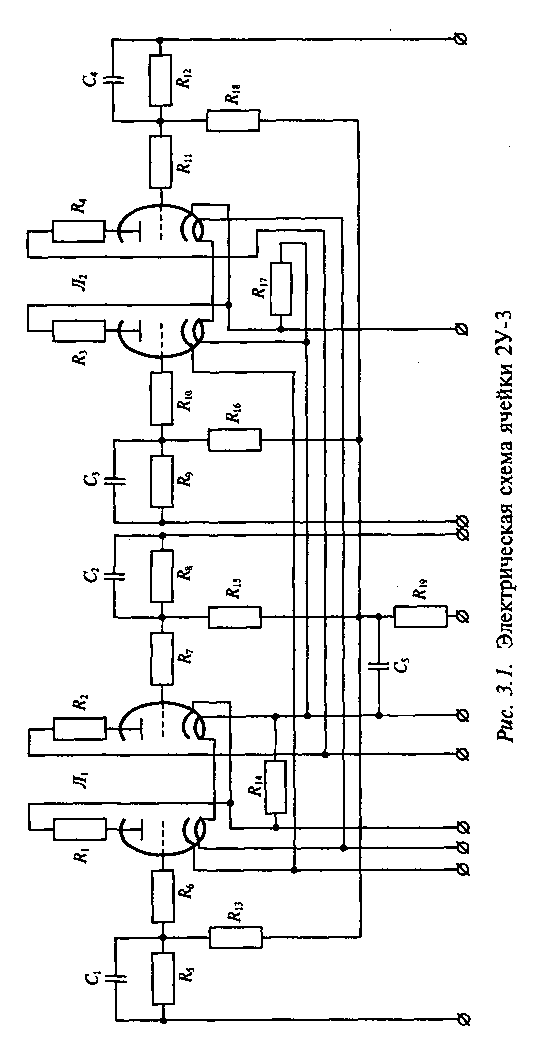 C₁
R₅
R₆
R₁₃
R₁
Л₁
R₂
R₁₄
R₇
R₈
C₂
R₁₅
C₅
R₁₉
C₃
R₉
R₁₀
R₁₆
R₃
Л₂
R₄
R₁₇
R₁₁
R₁₂
C₄
R₁₈
Рис. 3.1. Электрическая схема ячейки 2У-3